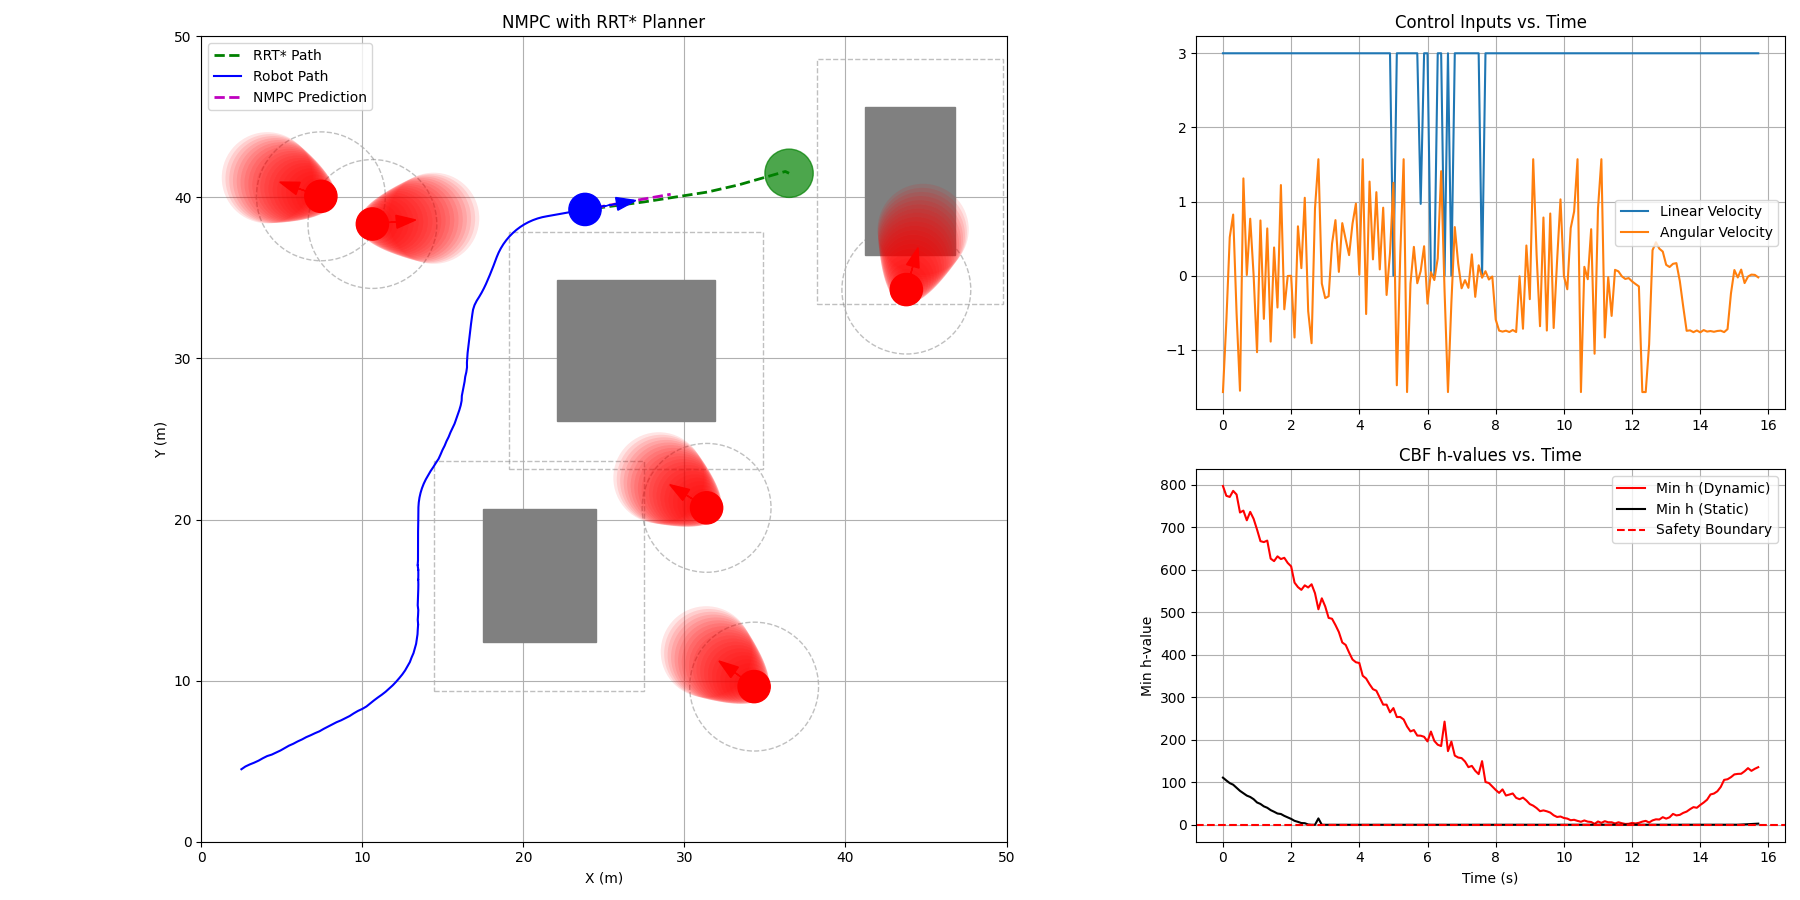 NMPC with RRT* Planner
50
40
30
20
10
0
Y (m)
RRT* Path
Robot Path
NMPC Prediction
0 10 20 30 40 50
X (m)
Control Inputs vs. Time
3
2
1
0
−1
Linear Velocity
Angular Velocity
0 2 4 6 8 10 12 14 16
CBF h-values vs. Time
800
700
600
500
400
300
200
100
0
Min h-value
Min h (Dynamic)
Min h (Static)
Safety Boundary
0 2 4 6 8 10 12 14 16
Time (s)